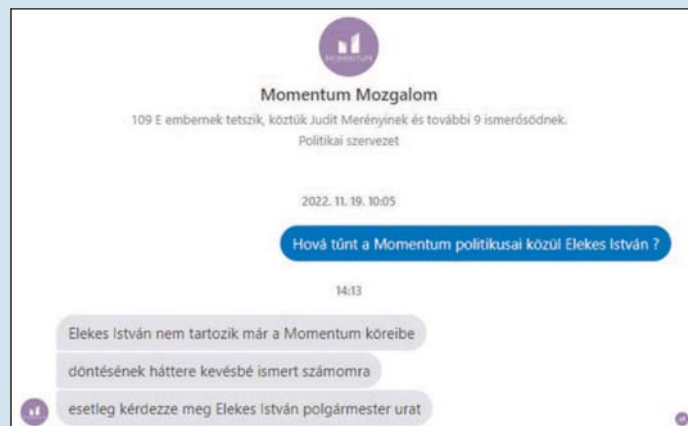 MOMENTUM
Momentum Mozgalom
109 E embernek tetszik, köztük Judit Merényinek és további 9 ismerősödnek.
Politikai szervezet
2022. 11. 19. 10:05
Hová tűnt a Momentum politikusai közül Elekes István ?
14:13
Elekes István nem tartozik már a Momentum köreibe
döntésének háttere kevésbé ismert számomra
esetleg kérdezze meg Elekes István polgármester urat